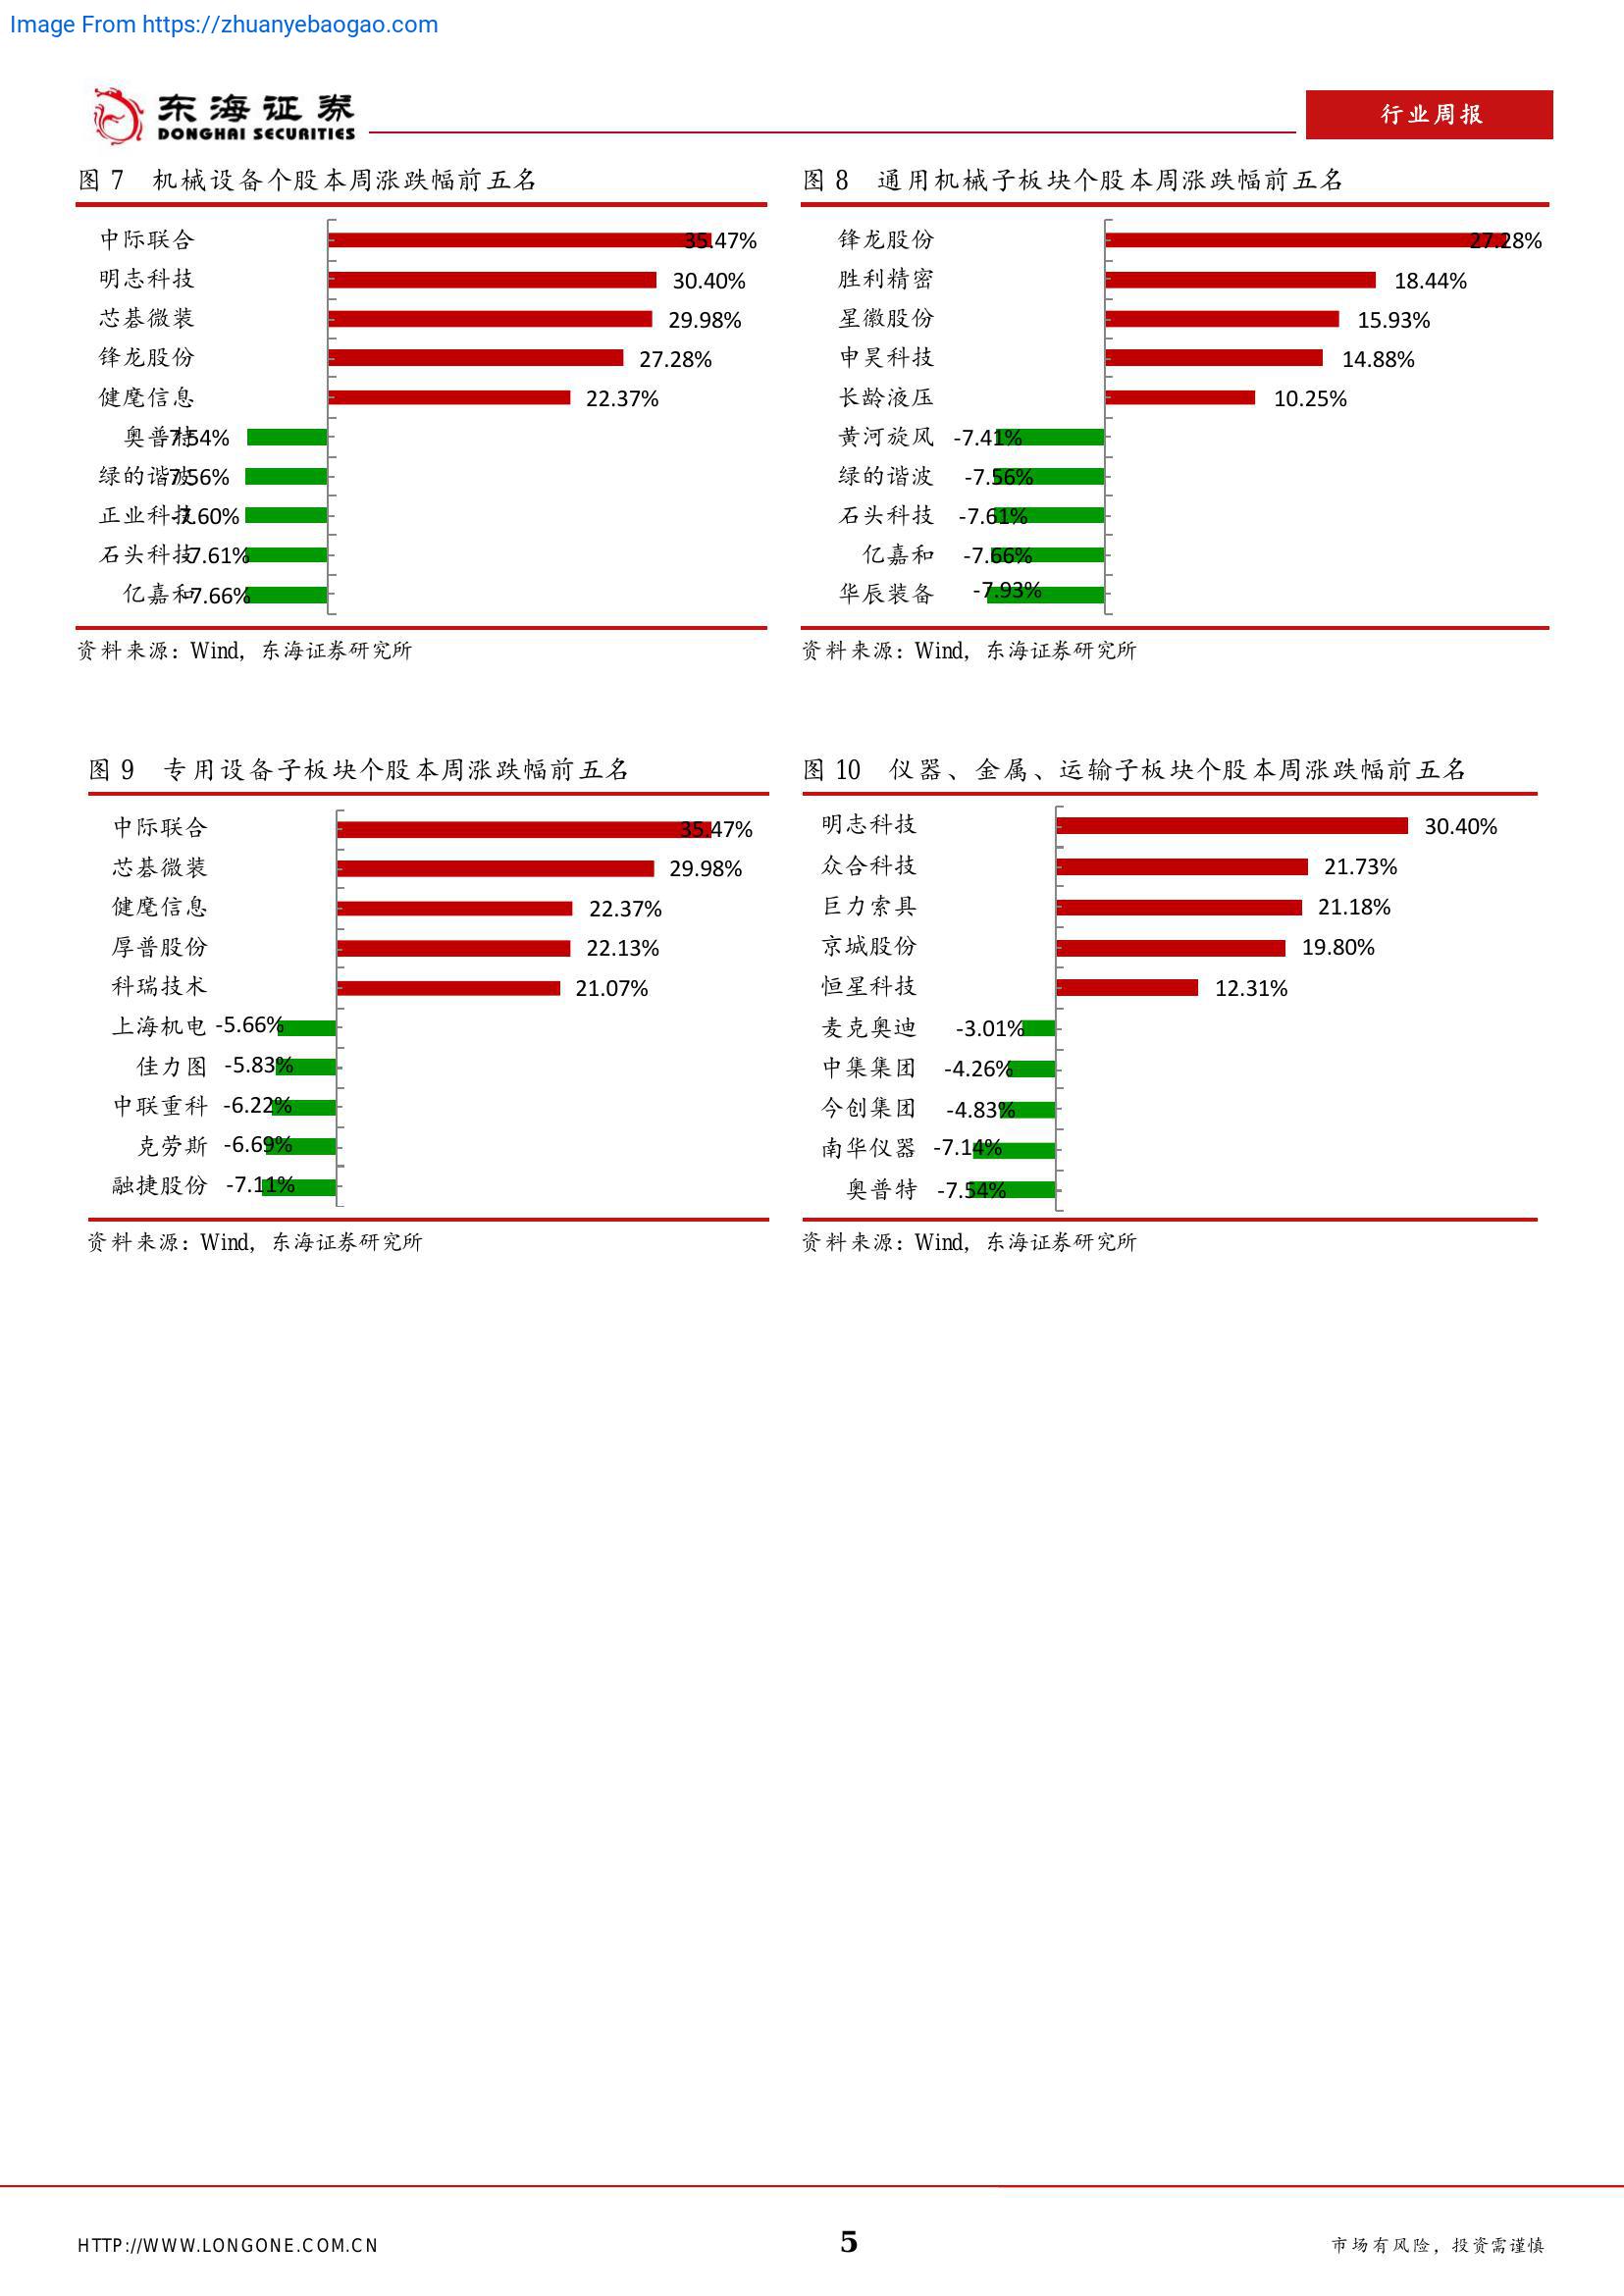 Image From https://zhuanyebaogao.com
东海证券
DONGHAI SECURITIES
行业周报
图 7 机械设备个股本周涨跌幅前五名
中际联合 35.47%
明志科技 30.40%
芯碁微装 29.98%
锋龙股份 27.28%
健麾信息 22.37%
奥普特 -7.54%
绿的谐波 -7.56%
正业科技 -7.60%
石头科技 -7.61%
亿嘉和 -7.66%
资料来源：Wind，东海证券研究所
图 8 通用机械子板块个股本周涨跌幅前五名
锋龙股份 27.28%
胜利精密 18.44%
星徽股份 15.93%
申昊科技 14.88%
长龄液压 10.25%
黄河旋风 -7.41%
绿的谐波 -7.56%
石头科技 -7.61%
亿嘉和 -7.66%
华辰装备 -7.93%
资料来源：Wind，东海证券研究所
图 9 专用设备子板块个股本周涨跌幅前五名
中际联合 35.47%
芯碁微装 29.98%
健麾信息 22.37%
厚普股份 22.13%
科瑞技术 21.07%
上海机电 -5.66%
佳力图 -5.83%
中联重科 -6.22%
克劳斯 -6.69%
融捷股份 -7.11%
资料来源：Wind，东海证券研究所
图 10 仪器、金属、运输子板块个股本周涨跌幅前五名
明志科技 30.40%
众合科技 21.73%
巨力索具 21.18%
京城股份 19.80%
恒星科技 12.31%
麦克奥迪 -3.01%
中集集团 -4.26%
今创集团 -4.83%
南华仪器 -7.14%
奥普特 -7.54%
资料来源：Wind，东海证券研究所
HTTP://WWW.LONGONE.COM.CN
5
市场有风险，投资需谨慎